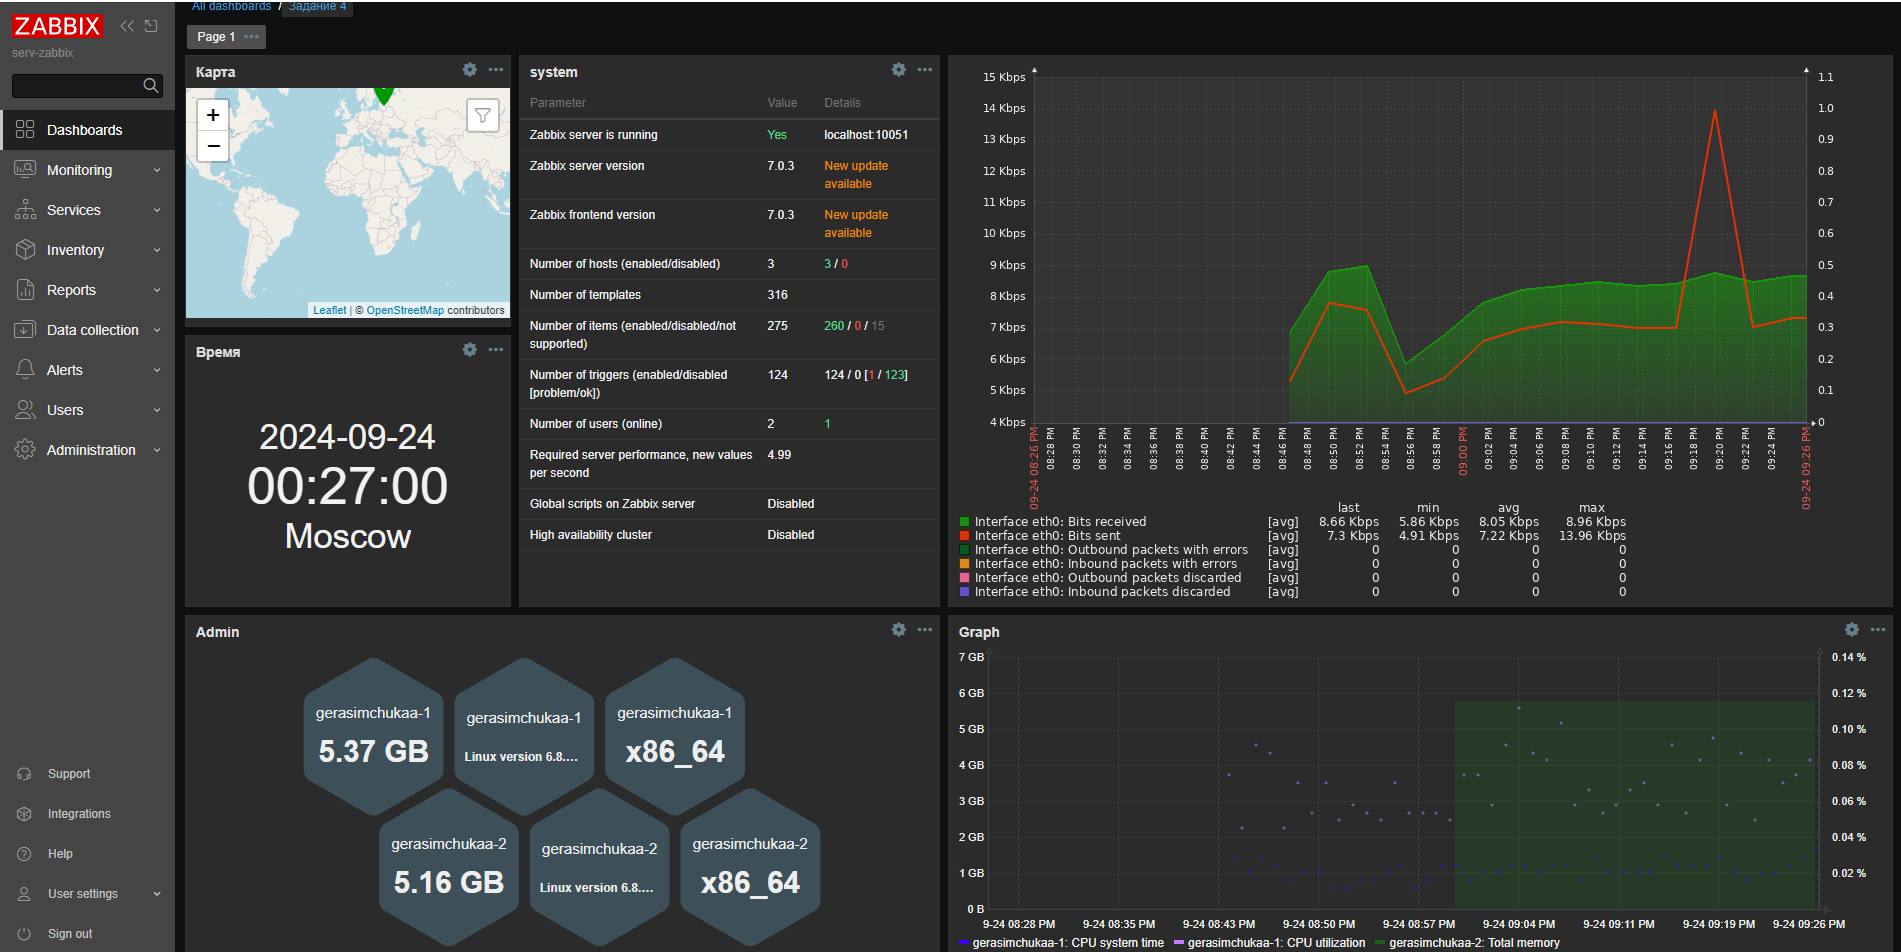 All dashboards / Задание 4
ZABBIX
serv-zabbix
Page 1
Dashboards
Monitoring
Services
Inventory
Reports
Data collection
Alerts
Users
Administration
Support
Integrations
Help
User settings
Sign out
Карта
+
−
Leaflet | © OpenStreetMap contributors
Время
2024-09-24
00:27:00
Moscow
system
Parameter Value Details
Zabbix server is running Yes localhost:10051
Zabbix server version 7.0.3 New update
available
Zabbix frontend version 7.0.3 New update
available
Number of hosts (enabled/disabled) 3 3 / 0
Number of templates 316
Number of items (enabled/disabled/not 275 260 / 0 / 15
supported)
Number of triggers (enabled/disabled 124 124 / 0 [1 / 123]
[problem/ok])
Number of users (online) 2 1
Required server performance, new values 4.99
per second
Global scripts on Zabbix server Disabled
High availability cluster Disabled
15 Kbps 1.1
14 Kbps 1.0
13 Kbps 0.9
12 Kbps 0.8
11 Kbps 0.7
10 Kbps 0.6
9 Kbps 0.5
8 Kbps 0.4
7 Kbps 0.3
6 Kbps 0.2
5 Kbps 0.1
4 Kbps 0
09-24 08:26 PM 08:28 PM 08:30 PM 08:32 PM 08:34 PM 08:36 PM 08:38 PM 08:40 PM 08:42 PM 08:44 PM 08:46 PM 08:48 PM 08:50 PM 08:52 PM 08:54 PM 08:56 PM 08:58 PM 09:00 PM 09:02 PM 09:04 PM 09:06 PM 09:08 PM 09:10 PM 09:12 PM 09:14 PM 09:16 PM 09:18 PM 09:20 PM 09:22 PM 09:24 PM 09-24 09:26 PM
last min avg max
Interface eth0: Bits received [avg] 8.66 Kbps 5.86 Kbps 8.05 Kbps 8.96 Kbps
Interface eth0: Bits sent [avg] 7.3 Kbps 4.91 Kbps 7.22 Kbps 13.96 Kbps
Interface eth0: Outbound packets with errors [avg] 0 0 0 0
Interface eth0: Inbound packets with errors [avg] 0 0 0 0
Interface eth0: Outbound packets discarded [avg] 0 0 0 0
Interface eth0: Inbound packets discarded [avg] 0 0 0 0
Admin
gerasimchukaa-1
5.37 GB
gerasimchukaa-1
Linux version 6.8....
gerasimchukaa-1
x86_64
gerasimchukaa-2
5.16 GB
gerasimchukaa-2
Linux version 6.8....
gerasimchukaa-2
x86_64
Graph
7 GB 0.14 %
6 GB 0.12 %
5 GB 0.10 %
4 GB 0.08 %
3 GB 0.06 %
2 GB 0.04 %
1 GB 0.02 %
0 B
9-24 08:28 PM 9-24 08:35 PM 9-24 08:43 PM 9-24 08:50 PM 9-24 08:57 PM 9-24 09:04 PM 9-24 09:11 PM 9-24 09:19 PM 9-24 09:26 PM
gerasimchukaa-1: CPU system time gerasimchukaa-1: CPU utilization gerasimchukaa-2: Total memory